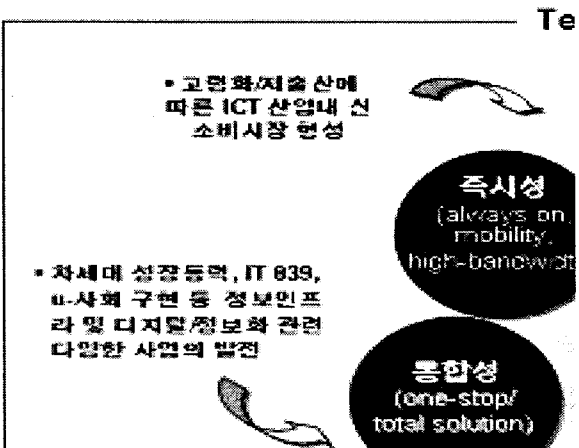 Te
• 고령화/저출산에
따른 ICT 산업내 신
소비시장 형성
즉시성
(always on,
mobility,
high-bandwidt
• 차세대 성장동력, IT 839,
u-사회 구현 등 정보인프
라 및 디지털/정보화 관련
다양한 사업의 발전
통합성
(one-stop/
total solution)